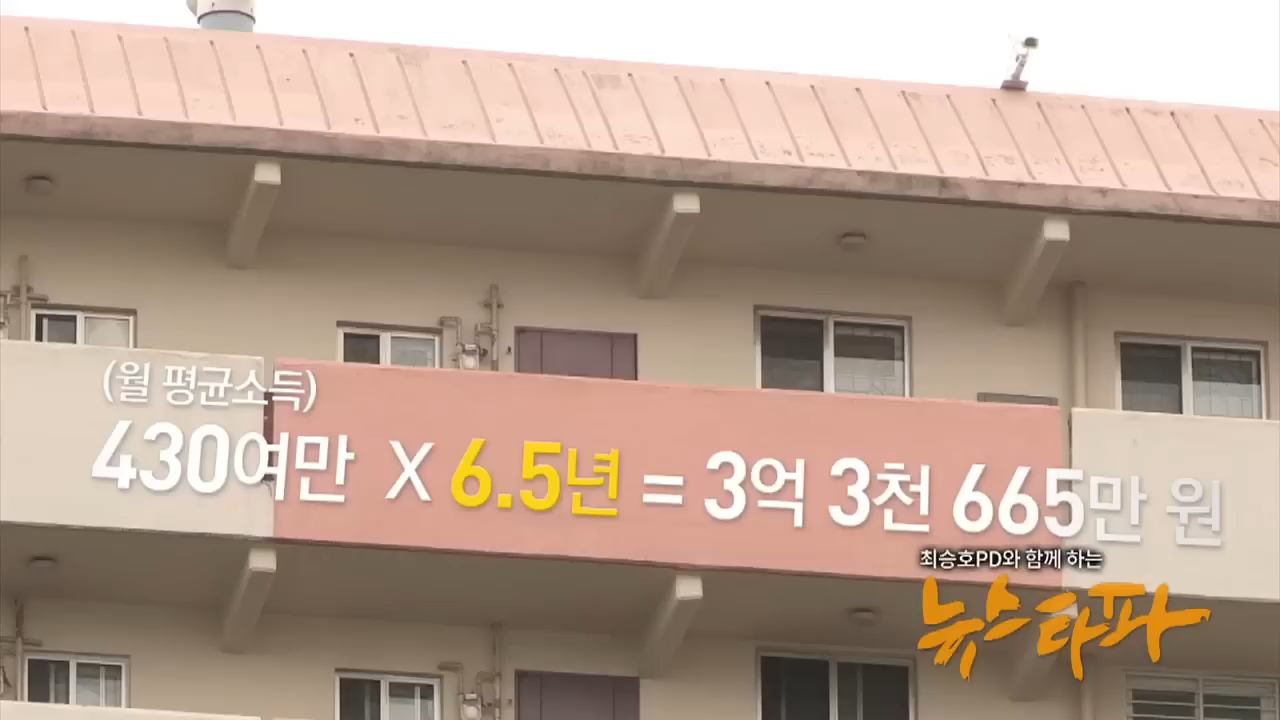 (월 평균소득)
430여만 X 6.5년 = 3억 3천 665만 원
최승호PD와 함께 하는
뉴스타파